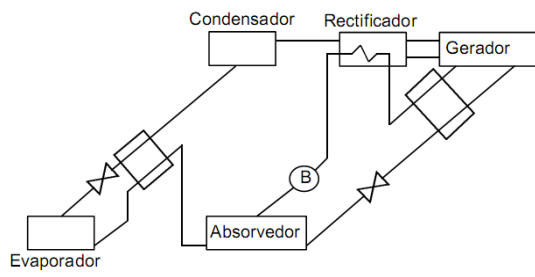 Condensador
Rectificador
Gerador
B
Absorvedor
Evaporador